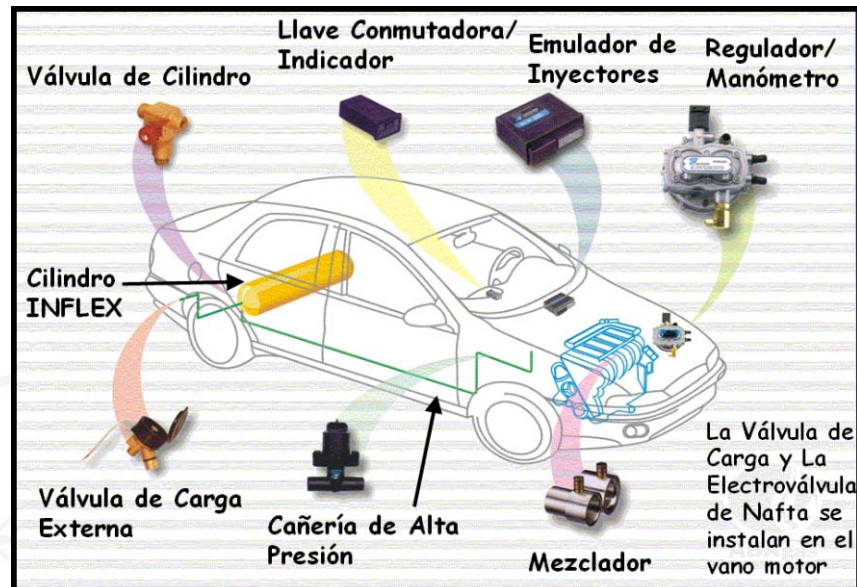 Llave Conmutadora/
Indicador
Emulador de
Inyectores
Regulador/
Manómetro
Válvula de Cilindro
Cilindro
INFLEX
Válvula de Carga
Externa
Cañería de Alta
Presión
Mezclador
La Válvula de
Carga y La
Electroválvula
de Nafta se
instalan en el
vano motor